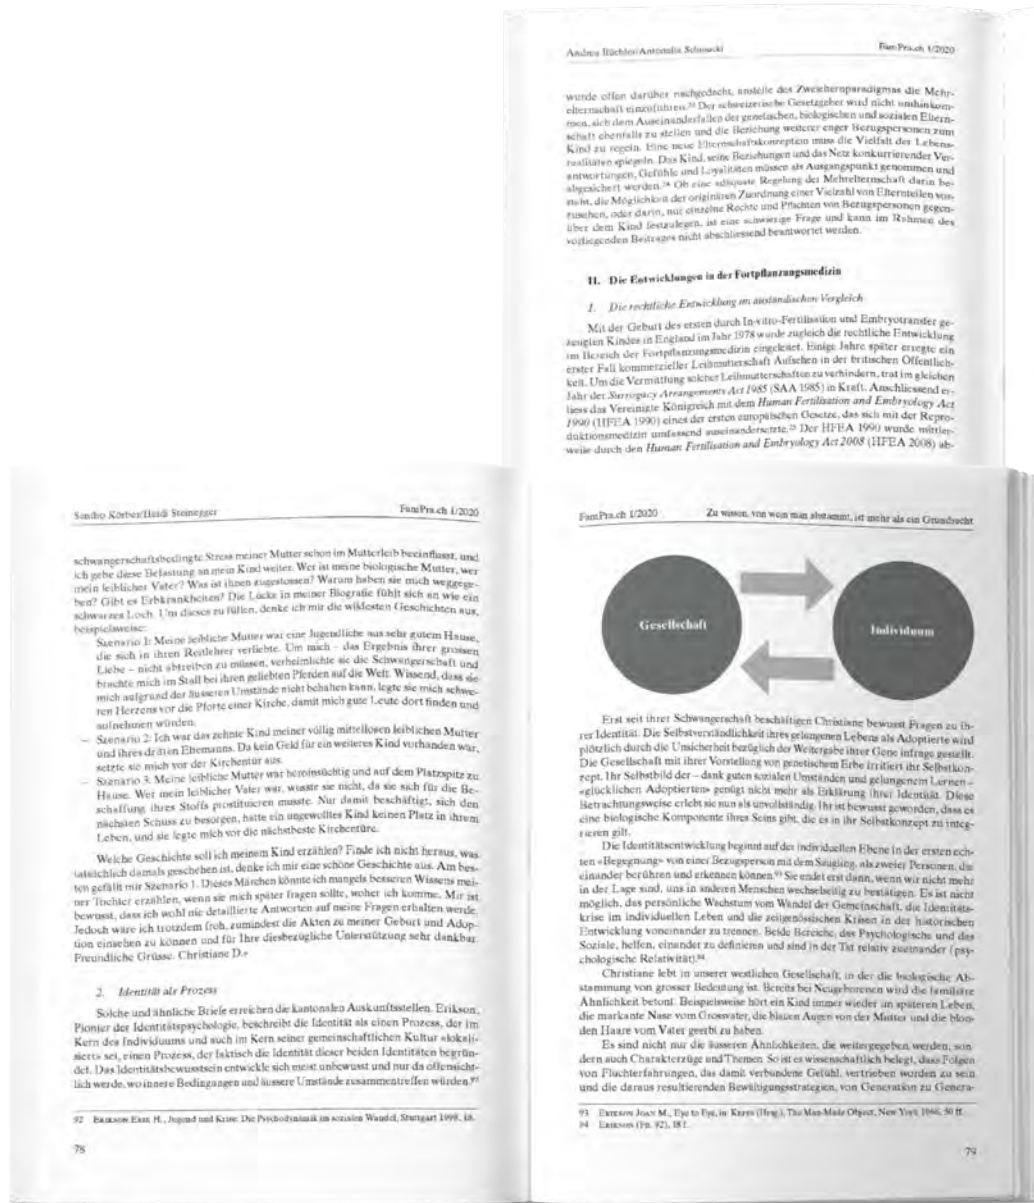 Andrea Büchler/Antonella Schmucki
FamPra.ch 1/2020
wurde offen darüber nachgedacht, anstelle des Zweielternparadigmas die Mehr-
elternschaft einzuführen.23 Der schweizerische Gesetzgeber wird nicht umhinkom-
men, sich dem Auseinanderfallen der genetischen, biologischen und sozialen Eltern-
schaft ebenfalls zu stellen und die Beziehung weiterer enger Bezugspersonen zum
Kind zu regeln. Eine neue Elternschaftskonzeption muss die Vielfalt der Lebens-
realitäten spiegeln. Das Kind, seine Beziehungen und das Netz konkurrierender Ver-
antwortungen, Gefühle und Loyalitäten müssen als Ausgangspunkt genommen und
abgesichert werden.24 Ob eine adäquate Regelung der Mehrelternschaft darin be-
steht, die Möglichkeit der originären Zuordnung einer Vielzahl von Elternteilen vor-
zusehen, oder darin, nur einzelne Rechte und Pflichten von Bezugspersonen gegen-
über dem Kind festzulegen, ist eine schwierige Frage und kann im Rahmen des
vorliegenden Beitrages nicht abschliessend beantwortet werden.
II. Die Entwicklungen in der Fortpflanzungsmedizin
1. Die rechtliche Entwicklung im ausländischen Vergleich
Mit der Geburt des ersten durch In-vitro-Fertilisation und Embryotransfer ge-
zeugten Kindes in England im Jahr 1978 wurde zugleich die rechtliche Entwicklung
im Bereich der Fortpflanzungsmedizin eingeleitet. Einige Jahre später erregte ein
erster Fall kommerzieller Leihmutterschaft Aufsehen in der britischen Öffentlich-
keit. Um die Vermittlung solcher Leihmutterschaften zu verhindern, trat im gleichen
Jahr der Surrogacy Arrangements Act 1985 (SAA 1985) in Kraft. Anschliessend er-
liess das Vereinigte Königreich mit dem Human Fertilisation and Embryology Act
1990 (HFEA 1990) eines der ersten europäischen Gesetze, das sich mit der Repro-
duktionsmedizin umfassend auseinandersetzte.25 Der HFEA 1990 wurde mittler-
weile durch den Human Fertilisation and Embryology Act 2008 (HFEA 2008) ab-
Sandro Körber/Heidi Steinegger
FamPra.ch 1/2020
schwangerschaftsbedingte Stress meiner Mutter schon im Mutterleib beeinflusst, und
ich gebe diese Belastung an mein Kind weiter. Wer ist meine biologische Mutter, wer
mein leiblicher Vater? Was ist ihnen zugestossen? Warum haben sie mich weggege-
ben? Gibt es Erbkrankheiten? Die Lücke in meiner Biografie fühlt sich an wie ein
schwarzes Loch. Um dieses zu füllen, denke ich mir die wildesten Geschichten aus,
beispielsweise:
Szenario 1: Meine leibliche Mutter war eine Jugendliche aus sehr gutem Hause,
die sich in ihren Reitlehrer verliebte. Um mich – das Ergebnis ihrer grossen
Liebe – nicht abtreiben zu müssen, verheimlichte sie die Schwangerschaft und
brachte mich im Stall bei ihren geliebten Pferden auf die Welt. Wissend, dass sie
mich aufgrund der äusseren Umstände nicht behalten kann, legte sie mich schwe-
ren Herzens vor die Pforte einer Kirche, damit mich gute Leute dort finden und
aufnehmen würden.
– Szenario 2: Ich war das zehnte Kind meiner völlig mittellosen leiblichen Mutter
und ihres dritten Ehemanns. Da kein Geld für ein weiteres Kind vorhanden war,
setzte sie mich vor der Kirchentür aus.
– Szenario 3: Meine leibliche Mutter war heroinsüchtig und auf dem Platzspitz zu
Hause. Wer mein leiblicher Vater war, wusste sie nicht, da sie sich für die Be-
schaffung ihres Stoffs prostituieren musste. Nur damit beschäftigt, sich den
nächsten Schuss zu besorgen, hatte ein ungewolltes Kind keinen Platz in ihrem
Leben, und sie legte mich vor die nächstbeste Kirchentüre.
Welche Geschichte soll ich meinem Kind erzählen? Finde ich nicht heraus, was
tatsächlich damals geschehen ist, denke ich mir eine schöne Geschichte aus. Am bes-
ten gefällt mir Szenario 1. Dieses Märchen könnte ich mangels besseren Wissens mei-
ner Tochter erzählen, wenn sie mich später fragen sollte, woher ich komme. Mir ist
bewusst, dass ich wohl nie detaillierte Antworten auf meine Fragen erhalten werde.
Jedoch wäre ich trotzdem froh, zumindest die Akten zu meiner Geburt und Adop-
tion einsehen zu können und für Ihre diesbezügliche Unterstützung sehr dankbar.
Freundliche Grüsse. Christiane D.»
2. Identität als Prozess
Solche und ähnliche Briefe erreichen die kantonalen Auskunftsstellen. Erikson,
Pionier der Identitätspsychologie, beschreibt die Identität als einen Prozess, der im
Kern des Individuums und auch im Kern seiner gemeinschaftlichen Kultur «lokali-
siert» sei, einen Prozess, der faktisch die Identität dieser beiden Identitäten begrün-
det. Das Identitätsbewusstsein entwickle sich meist unbewusst und nur da offensicht-
lich werde, wo innere Bedingungen und äussere Umstände zusammentreffen würden.92
92 Erikson Erik H., Jugend und Krise: Die Psychodynamik im sozialen Wandel, Stuttgart 1998, 18.
78
FamPra.ch 1/2020
Zu wissen, von wem man abstammt, ist mehr als ein Grundrecht
Gesellschaft
Individuum
Erst seit ihrer Schwangerschaft beschäftigen Christiane bewusst Fragen zu ih-
rer Identität. Die Selbstverständlichkeit ihres gelungenen Lebens als Adoptierte wird
plötzlich durch die Unsicherheit bezüglich der Weitergabe ihrer Gene infrage gestellt.
Die Gesellschaft mit ihrer Vorstellung von genetischem Erbe irritiert ihr Selbstkon-
zept. Ihr Selbstbild der – dank guten sozialen Umständen und gelungenem Lernen –
«glücklichen Adoptierten» genügt nicht mehr als Erklärung ihrer Identität. Diese
Betrachtungsweise erlebt sie nun als unvollständig. Ihr ist bewusst geworden, dass es
eine biologische Komponente ihres Seins gibt, die es in ihr Selbstkonzept zu integ-
rieren gilt.
Die Identitätsentwicklung beginnt auf der individuellen Ebene in der ersten ech-
ten «Begegnung» von einer Bezugsperson mit dem Säugling, als zweier Personen, die
einander berühren und erkennen können.93 Sie endet erst dann, wenn wir nicht mehr
in der Lage sind, uns in anderen Menschen wechselseitig zu bestätigen. Es ist nicht
möglich, das persönliche Wachstum vom Wandel der Gemeinschaft, die Identitäts-
krise im individuellen Leben und die zeitgenössischen Krisen in der historischen
Entwicklung voneinander zu trennen. Beide Bereiche, das Psychologische und das
Soziale, helfen, einander zu definieren und sind in der Tat relativ zueinander (psy-
chologische Relativität).94
Christiane lebt in unserer westlichen Gesellschaft, in der die biologische Ab-
stammung von grosser Bedeutung ist. Bereits bei Neugeborenen wird die familiäre
Ähnlichkeit betont. Beispielsweise hört ein Kind immer wieder im späteren Leben,
die markante Nase vom Grossvater, die blauen Augen von der Mutter und die blon-
den Haare vom Vater geerbt zu haben.
Es sind nicht nur die äusseren Ähnlichkeiten, die weitergegeben werden, son-
dern auch Charakterzüge und Themen. So ist es wissenschaftlich belegt, dass Folgen
von Fluchterfahrungen, das damit verbundene Gefühl, vertrieben worden zu sein
und die daraus resultierenden Bewältigungsstrategien, von Generation zu Genera-
93 Erikson Joan M., Eye to Eye, in: Kepes (Hrsg.), The Man-Made Object, New York 1966, 50 ff.
94 Erikson (Fn. 92), 18 f.
79